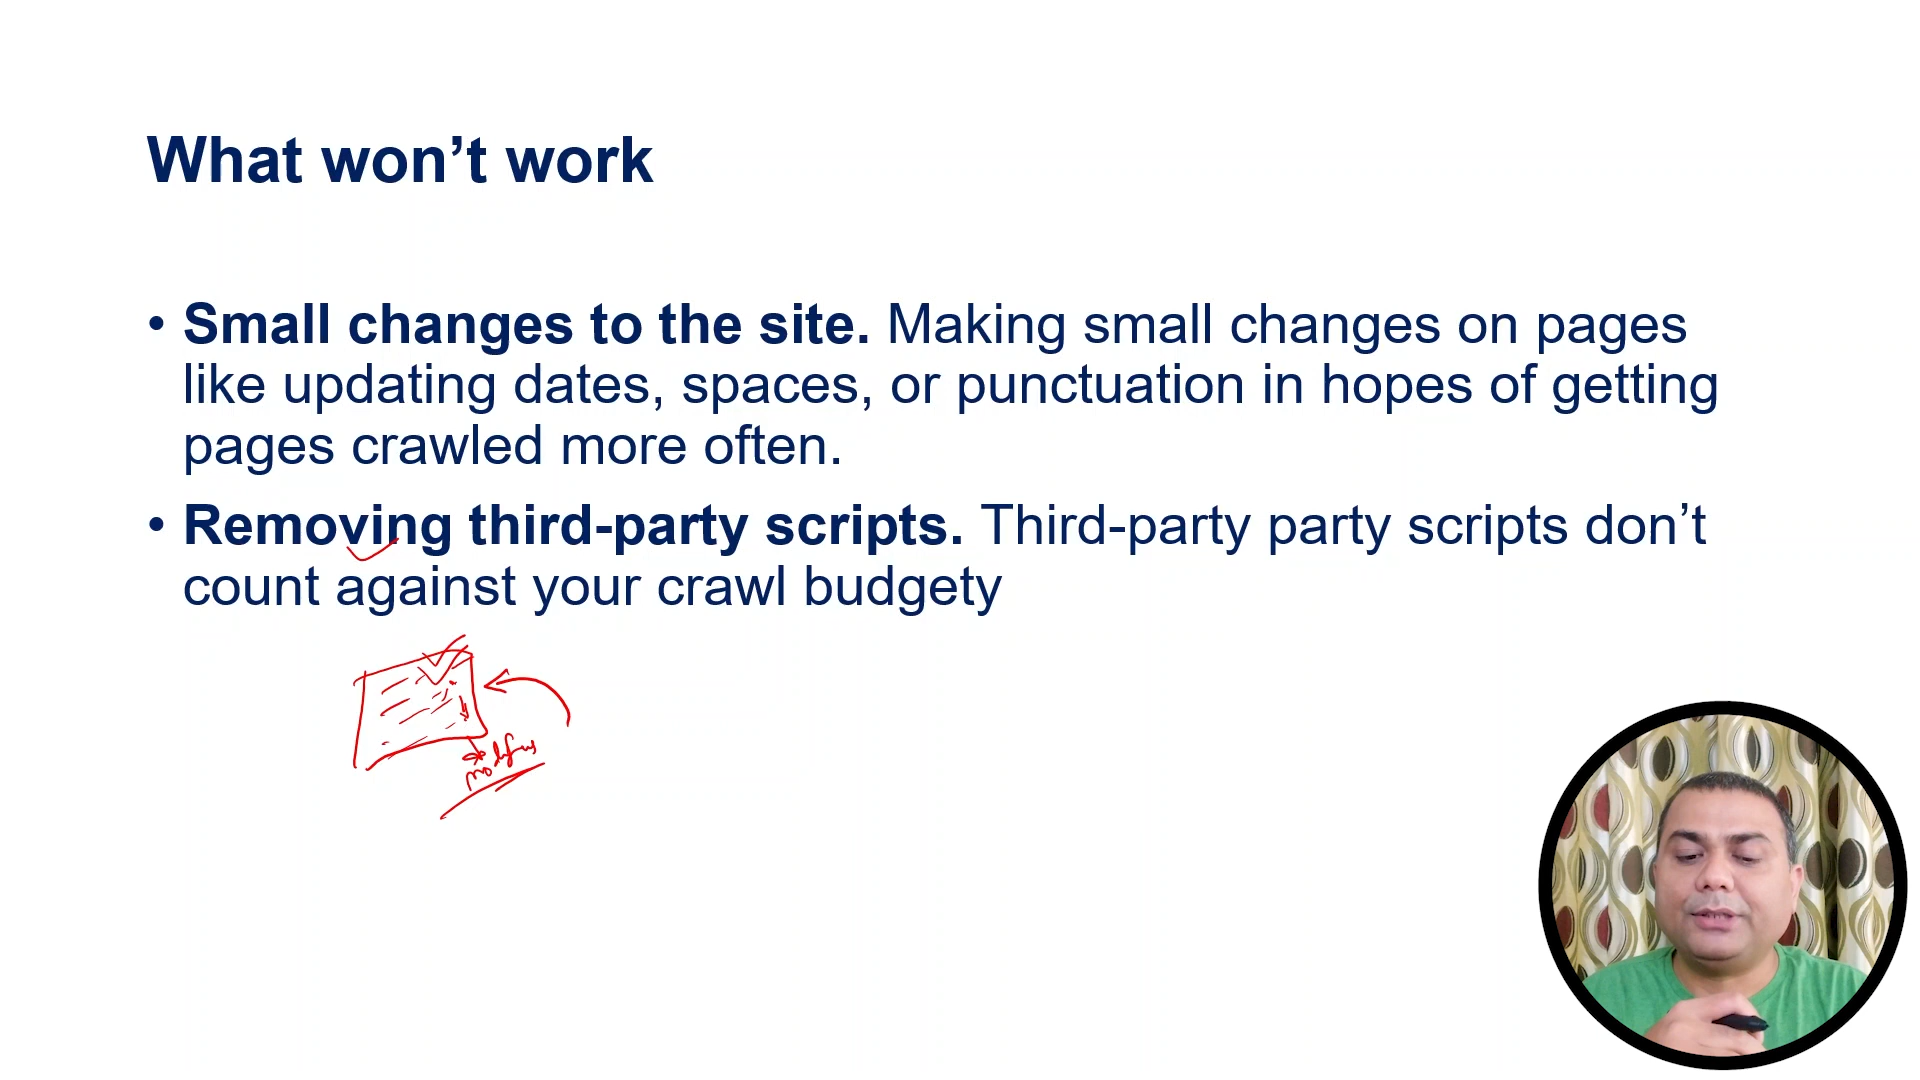 What won’t work
• Small changes to the site. Making small changes on pages
like updating dates, spaces, or punctuation in hopes of getting
pages crawled more often.
• Removing third-party scripts. Third-party party scripts don’t
count against your crawl budgety